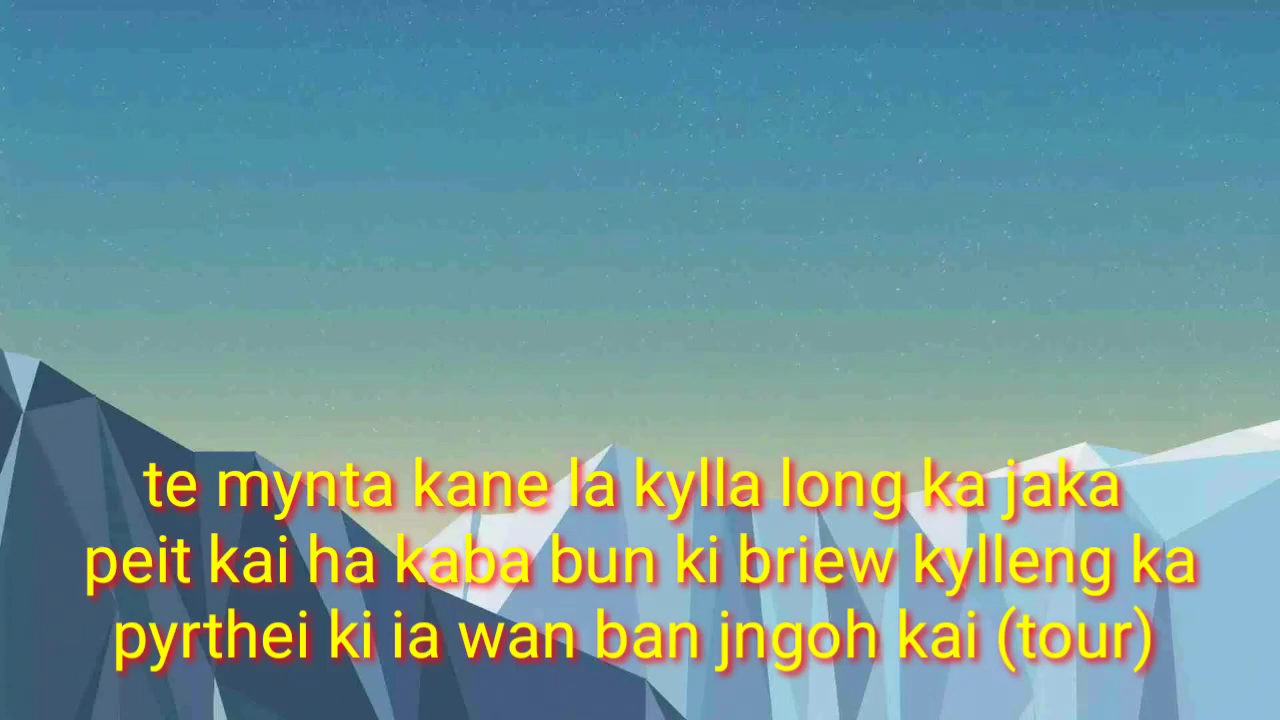 te mynta kane la kylla long ka jaka
peit kai ha kaba bun ki briew kylleng ka
pyrthei ki ia wan ban jngoh kai (tour)